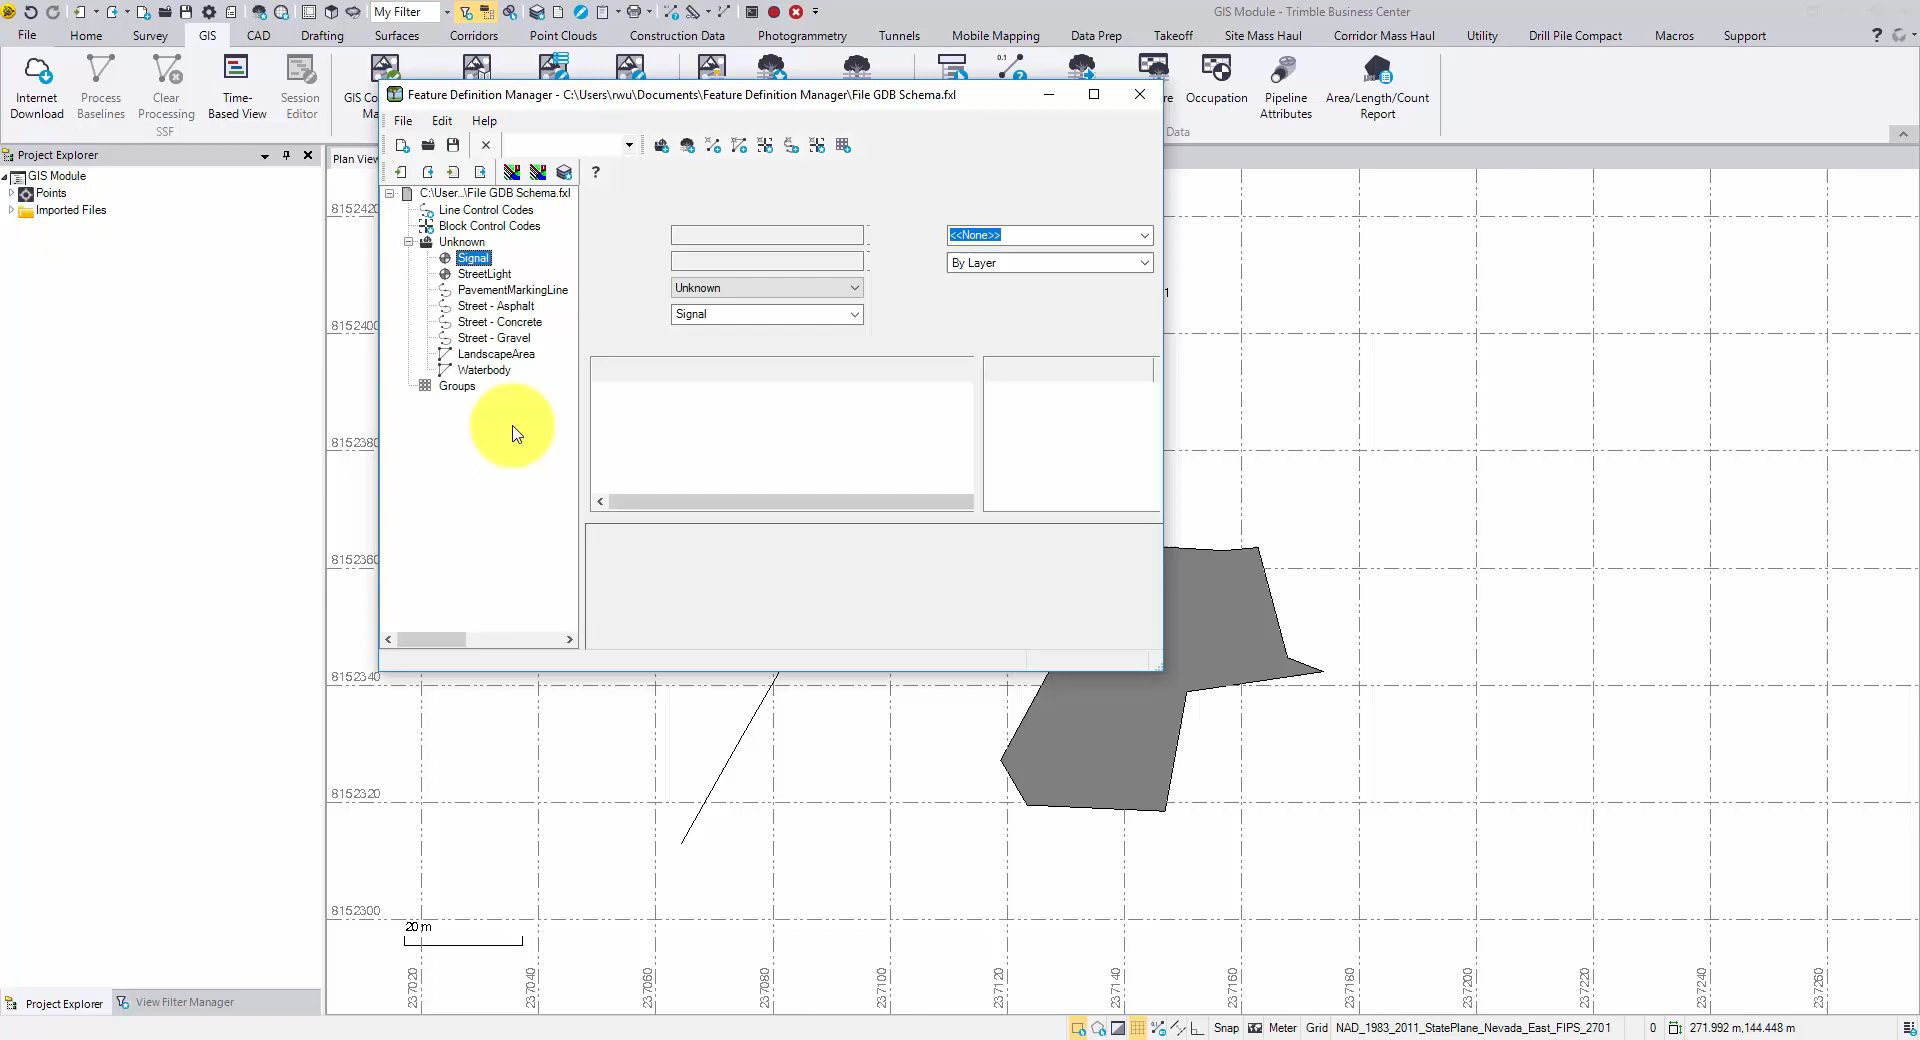 My Filter
GIS Module - Trimble Business Center
File Home Survey GIS CAD Drafting Surfaces Corridors Point Clouds Construction Data Photogrammetry Tunnels Mobile Mapping Data Prep Takeoff Site Mass Haul Corridor Mass Haul Utility Drill Pile Compact Macros Support
Internet Download
Process Baselines
Clear Processing
Time-Based View
Session Editor
SSF
GIS
Occupation
Pipeline Attributes
Area/Length/Count Report
Data
Feature Definition Manager - C:\Users\rwu\Documents\Feature Definition Manager\File GDB Schema.fxl
File Edit Help
Project Explorer
GIS Module
Points
Imported Files
Plan View
C:\User...\File GDB Schema.fxl
Line Control Codes
Block Control Codes
Unknown
Signal
StreetLight
PavementMarkingLine
Street - Asphalt
Street - Concrete
Street - Gravel
LandscapeArea
Waterbody
Groups
<<None>>
By Layer
Unknown
Signal
1
8152420
8152400
8152380
8152360
8152340
8152320
8152300
20 m
237020 237040 237060 237080 237100 237120 237140 237160 237180 237200 237220 237240 237260
Project Explorer View Filter Manager
Snap Meter Grid NAD_1983_2011_StatePlane_Nevada_East_FIPS_2701 0 271.992 m,144.448 m